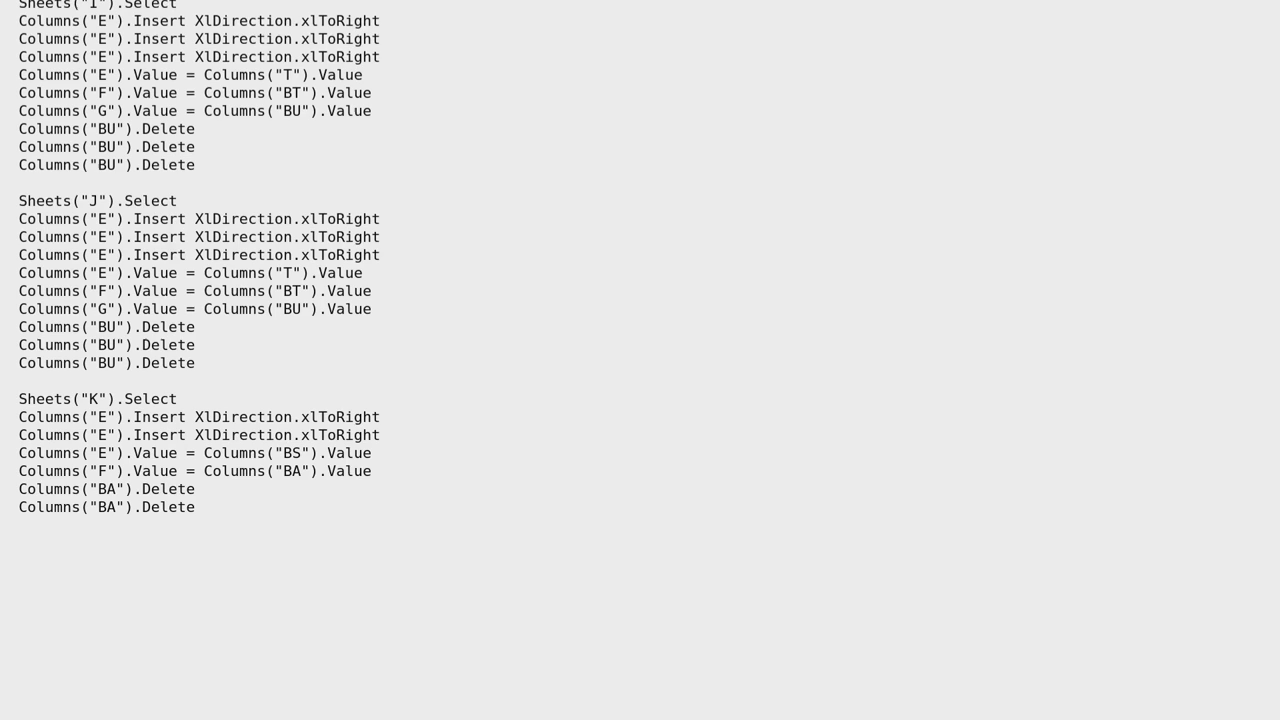 Sheets("I").Select
Columns("E").Insert XlDirection.xlToRight
Columns("E").Insert XlDirection.xlToRight
Columns("E").Insert XlDirection.xlToRight
Columns("E").Value = Columns("T").Value
Columns("F").Value = Columns("BT").Value
Columns("G").Value = Columns("BU").Value
Columns("BU").Delete
Columns("BU").Delete
Columns("BU").Delete

Sheets("J").Select
Columns("E").Insert XlDirection.xlToRight
Columns("E").Insert XlDirection.xlToRight
Columns("E").Insert XlDirection.xlToRight
Columns("E").Value = Columns("T").Value
Columns("F").Value = Columns("BT").Value
Columns("G").Value = Columns("BU").Value
Columns("BU").Delete
Columns("BU").Delete
Columns("BU").Delete

Sheets("K").Select
Columns("E").Insert XlDirection.xlToRight
Columns("E").Insert XlDirection.xlToRight
Columns("E").Value = Columns("BS").Value
Columns("F").Value = Columns("BA").Value
Columns("BA").Delete
Columns("BA").Delete